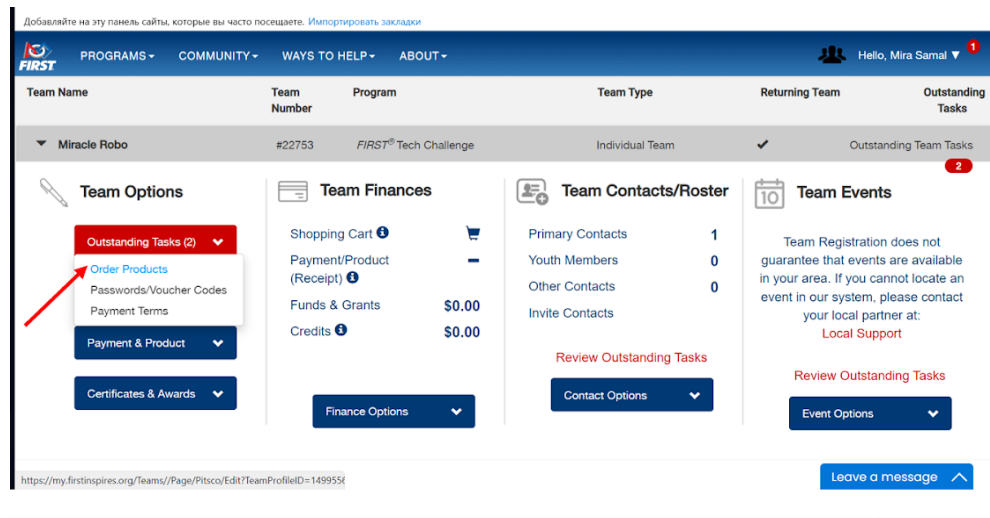 Добавляйте на эту панель сайты, которые вы часто посещаете. Импортировать закладки
FIRST PROGRAMS COMMUNITY WAYS TO HELP ABOUT Hello, Mira Samal ▼ 1
Team Name Team Number Program Team Type Returning Team Outstanding Tasks
Miracle Robo #22753 FIRST® Tech Challenge Individual Team ✔ Outstanding Team Tasks
2
Team Options
Outstanding Tasks (2)
Order Products
Passwords/Voucher Codes
Payment Terms
Payment & Product
Certificates & Awards
Team Finances
Shopping Cart
Payment/Product
(Receipt)
Funds & Grants $0.00
Credits $0.00
Finance Options
Team Contacts/Roster
Primary Contacts 1
Youth Members 0
Other Contacts 0
Invite Contacts
Review Outstanding Tasks
Contact Options
10 Team Events
Team Registration does not
guarantee that events are available
in your area. If you cannot locate an
event in our system, please contact
your local partner at:
Local Support
Review Outstanding Tasks
Event Options
https://my.firstinspires.org/Teams//Page/Pitsco/Edit?TeamProfileID=1499556
Leave a message